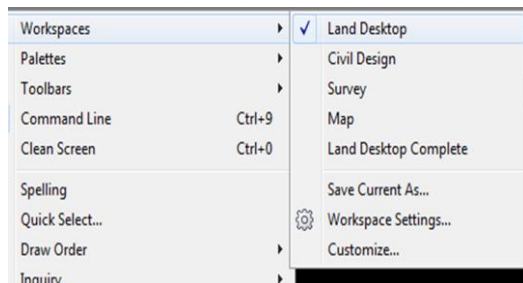 Workspaces
Palettes
Toolbars
Command Line Ctrl+9
Clean Screen Ctrl+0
Spelling
Quick Select...
Draw Order
Inquiry
Land Desktop
Civil Design
Survey
Map
Land Desktop Complete
Save Current As...
Workspace Settings...
Customize...